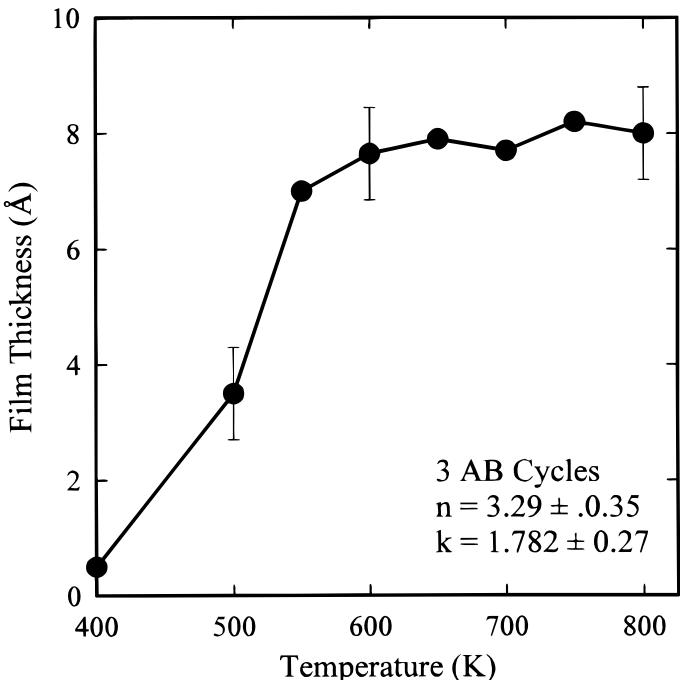 10
8
6
4
2
0
Film Thickness (Å)
3 AB Cycles
n = 3.29 ± .0.35
k = 1.782 ± 0.27
400 500 600 700 800
Temperature (K)